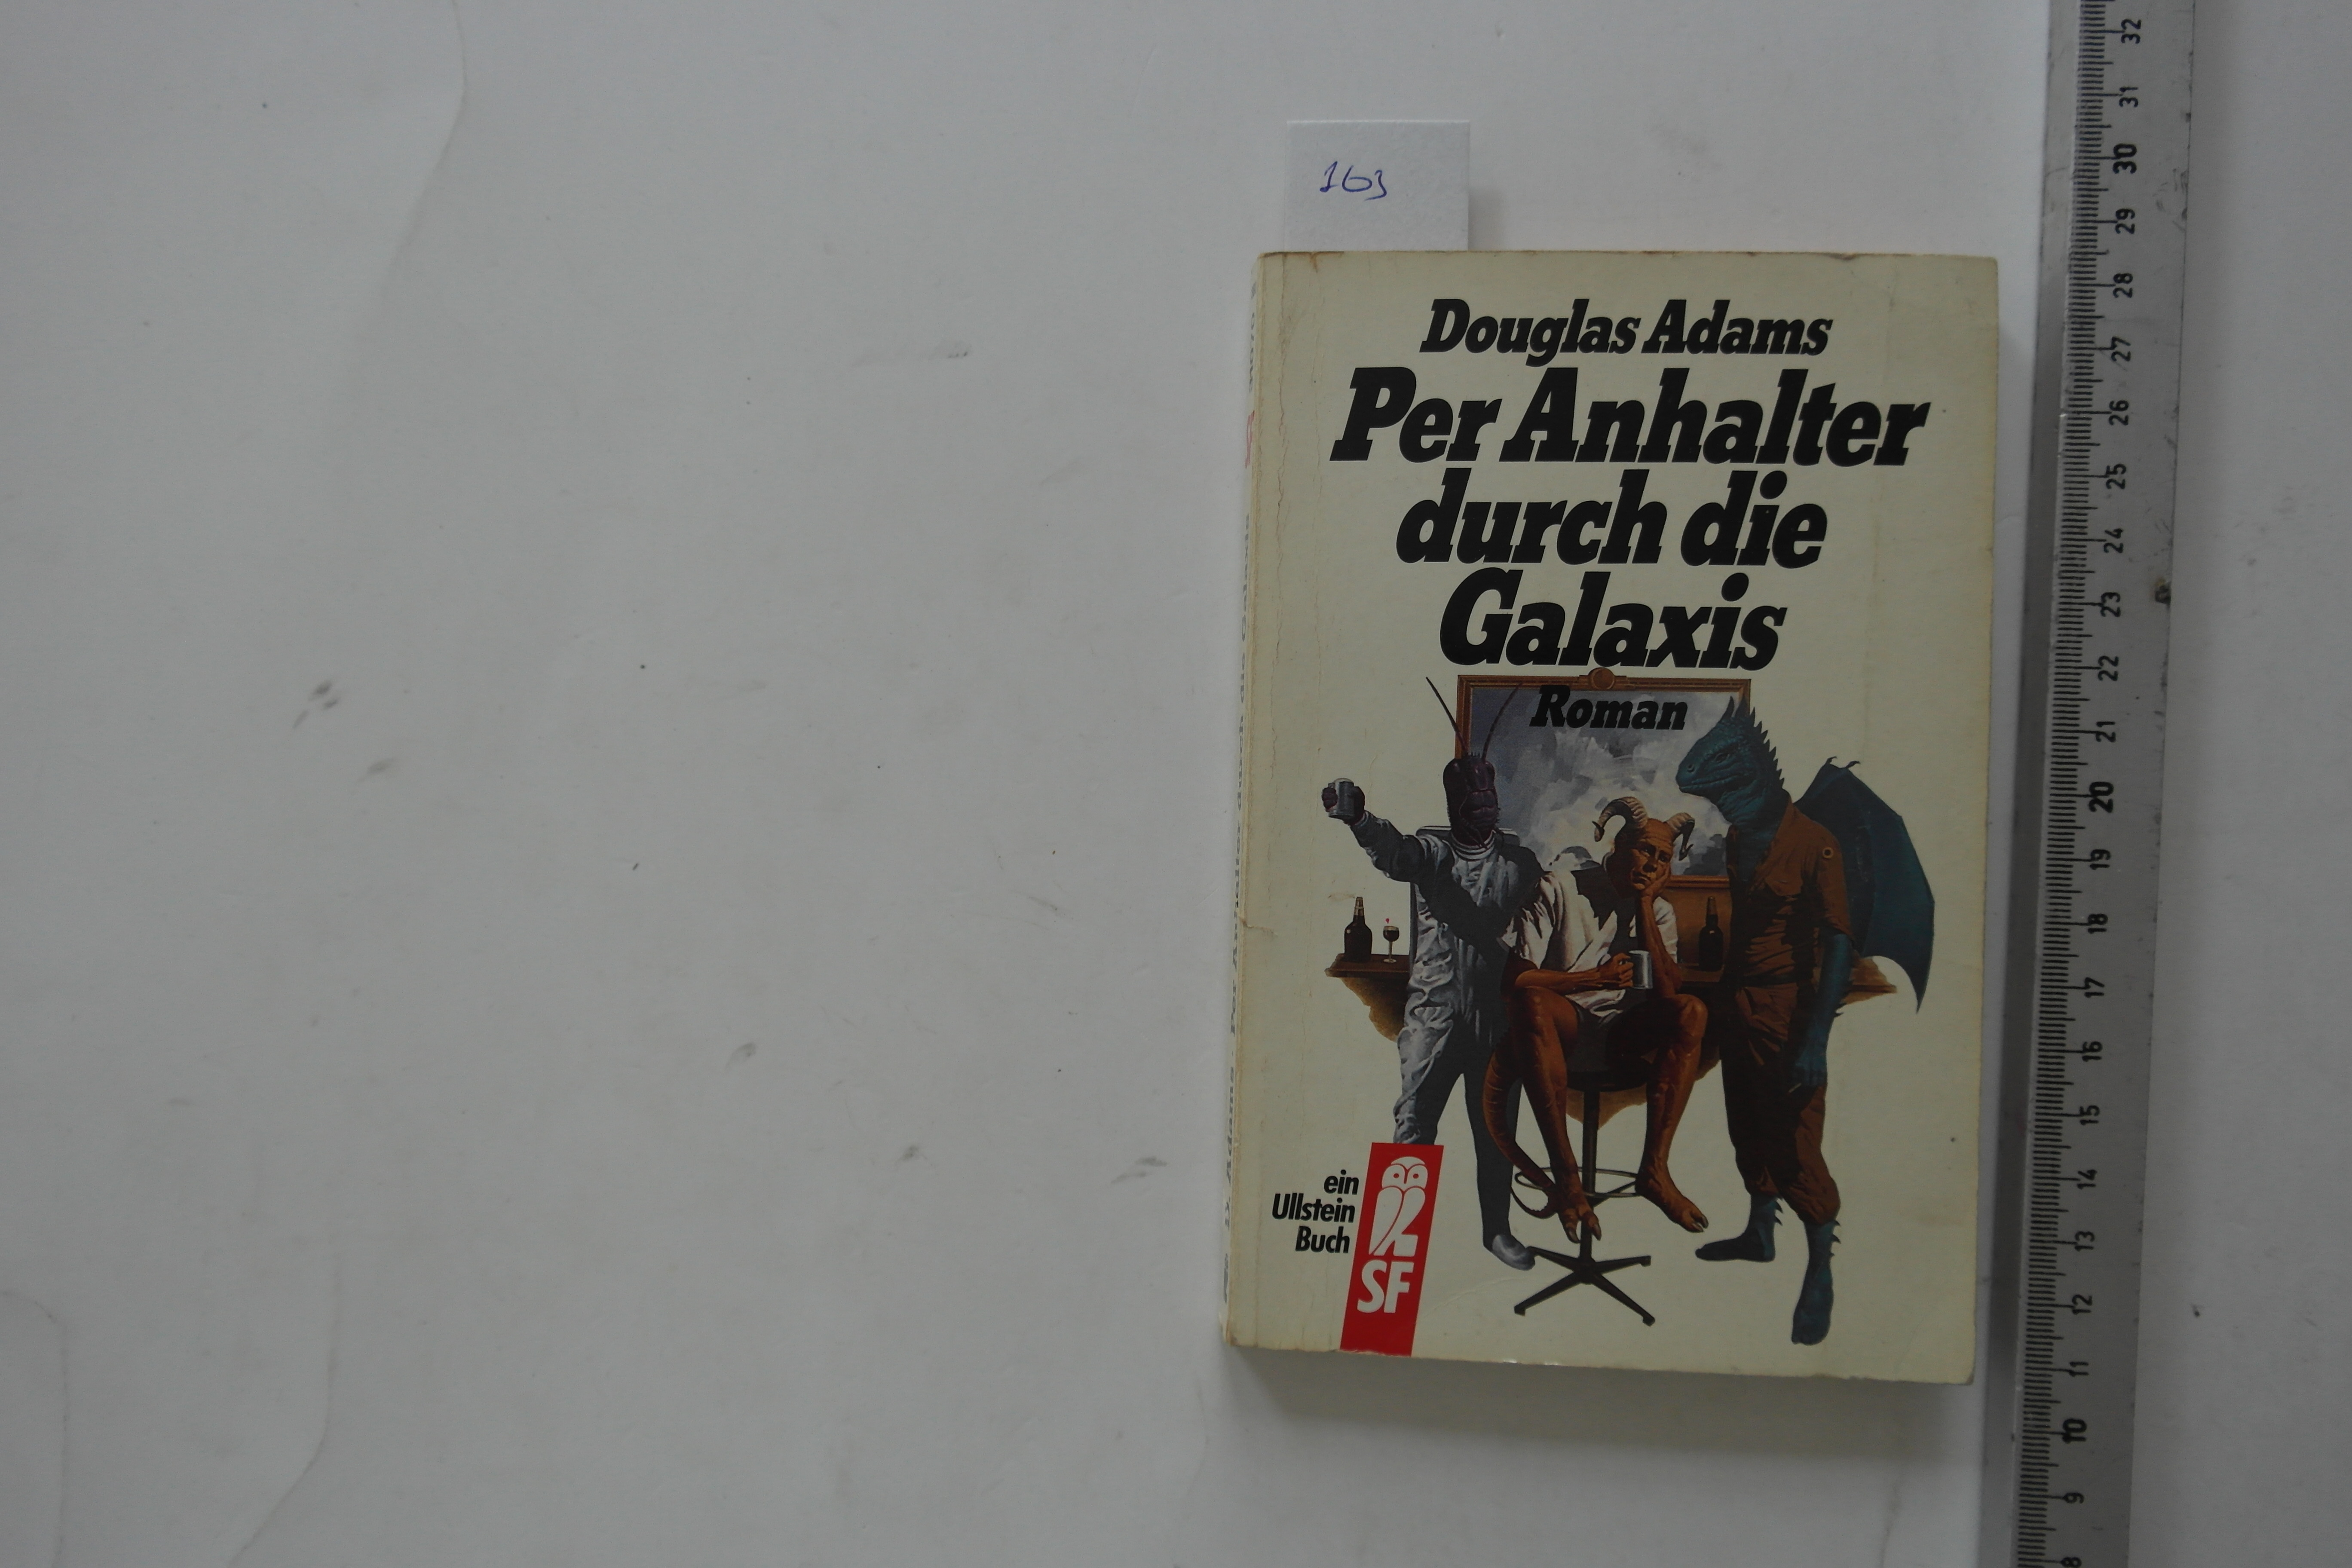 163
Douglas Adams
Per Anhalter
durch die
Galaxis
Roman
ein
Ullstein
Buch
SF
32
31
30
29
28
27
26
25
24
23
22
21
20
19
18
17
16
15
14
13
12
11
10
9
8